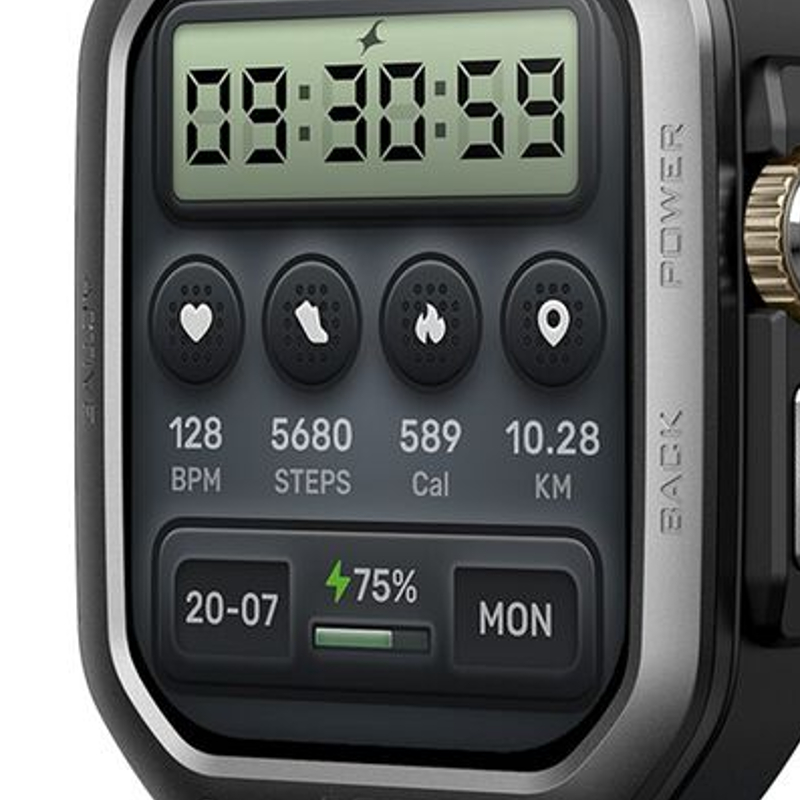 09:30:59
128
BPM
5680
STEPS
589
Cal
10.28
KM
20-07
75%
MON
POWER
BACK